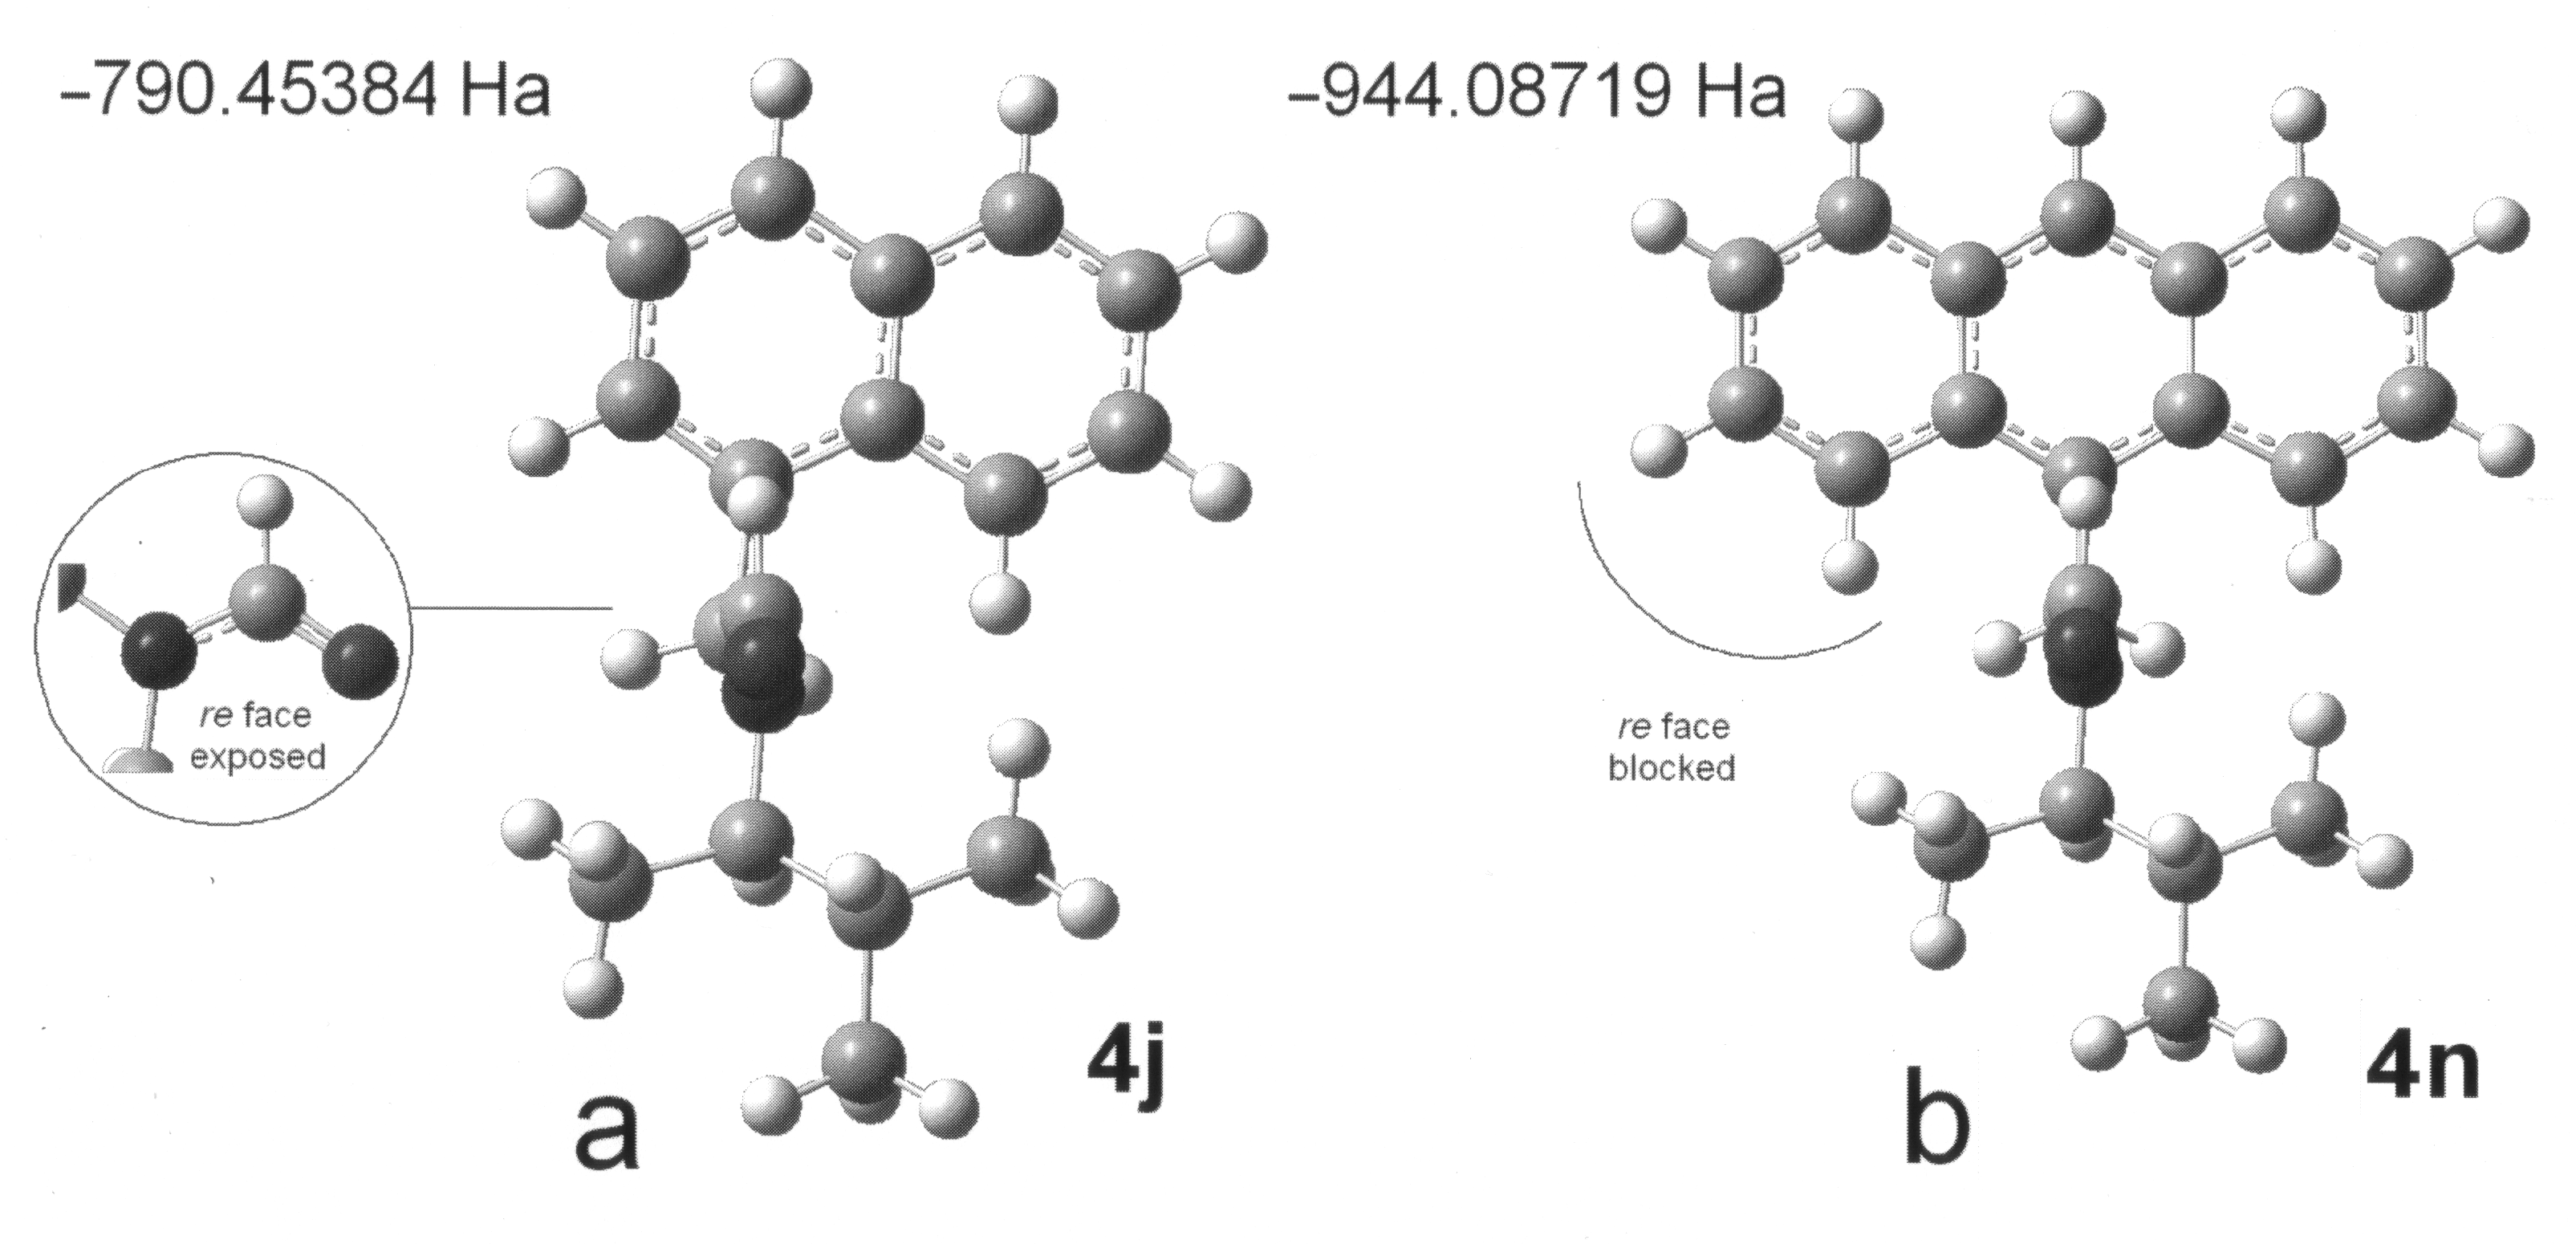 –790.45384 Ha
–944.08719 Ha
re face
exposed
re face
blocked
4j
4n
a
b